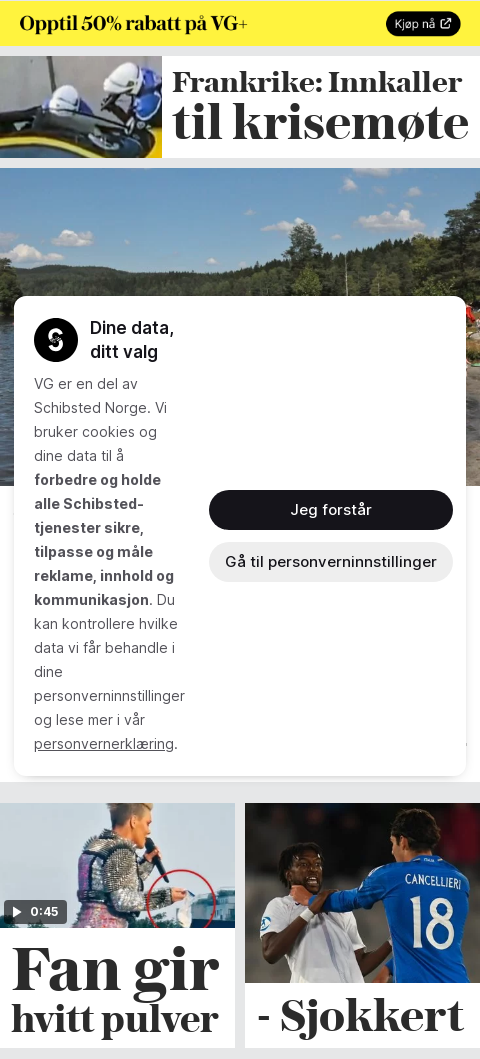 Opptil 50% rabatt på VG+
Kjøp nå
Frankrike: Innkaller
til krisemøte
Dine data,
ditt valg
VG er en del av
Schibsted Norge. Vi
bruker cookies og
dine data til å
forbedre og holde
alle Schibsted-
tjenester sikre,
tilpasse og måle
reklame, innhold og
kommunikasjon. Du
kan kontrollere hvilke
data vi får behandle i
dine
personverninnstillinger
og lese mer i vår
personvernerklæring.
Jeg forstår
Gå til personverninnstillinger
0:45
Fan gir
hvitt pulver
CANCELLIERI
18
- Sjokkert